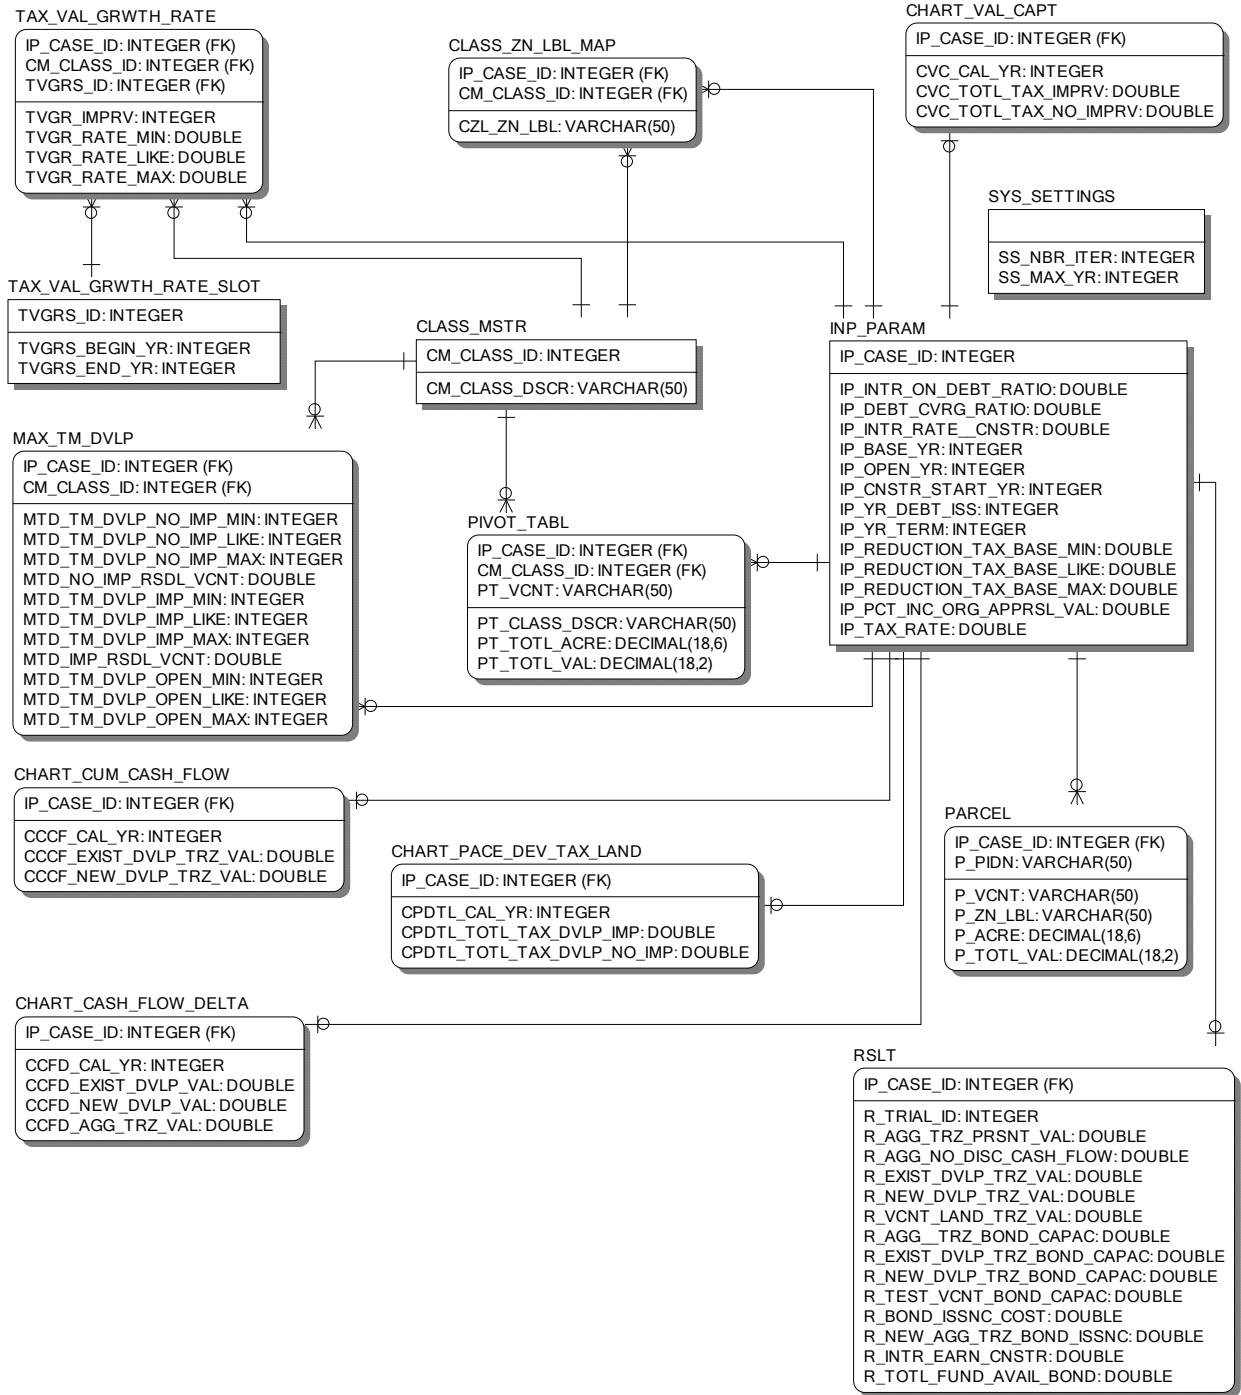 TAX_VAL_GRWTH_RATE
IP_CASE_ID: INTEGER (FK)
CM_CLASS_ID: INTEGER (FK)
TVGRS_ID: INTEGER (FK)
TVGR_IMPRV: INTEGER
TVGR_RATE_MIN: DOUBLE
TVGR_RATE_LIKE: DOUBLE
TVGR_RATE_MAX: DOUBLE
CLASS_ZN_LBL_MAP
IP_CASE_ID: INTEGER (FK)
CM_CLASS_ID: INTEGER (FK)
CZL_ZN_LBL: VARCHAR(50)
CHART_VAL_CAPT
IP_CASE_ID: INTEGER (FK)
CVC_CAL_YR: INTEGER
CVC_TOTL_TAX_IMPRV: DOUBLE
CVC_TOTL_TAX_NO_IMPRV: DOUBLE
SYS_SETTINGS
SS_NBR_ITER: INTEGER
SS_MAX_YR: INTEGER
TAX_VAL_GRWTH_RATE_SLOT
TVGRS_ID: INTEGER
TVGRS_BEGIN_YR: INTEGER
TVGRS_END_YR: INTEGER
CLASS_MSTR
CM_CLASS_ID: INTEGER
CM_CLASS_DSCR: VARCHAR(50)
INP_PARAM
IP_CASE_ID: INTEGER
IP_INTR_ON_DEBT_RATIO: DOUBLE
IP_DEBT_CVRG_RATIO: DOUBLE
IP_INTR_RATE__CNSTR: DOUBLE
IP_BASE_YR: INTEGER
IP_OPEN_YR: INTEGER
IP_CNSTR_START_YR: INTEGER
IP_YR_DEBT_ISS: INTEGER
IP_YR_TERM: INTEGER
IP_REDUCTION_TAX_BASE_MIN: DOUBLE
IP_REDUCTION_TAX_BASE_LIKE: DOUBLE
IP_REDUCTION_TAX_BASE_MAX: DOUBLE
IP_PCT_INC_ORG_APPRSL_VAL: DOUBLE
IP_TAX_RATE: DOUBLE
MAX_TM_DVLP
IP_CASE_ID: INTEGER (FK)
CM_CLASS_ID: INTEGER (FK)
MTD_TM_DVLP_NO_IMP_MIN: INTEGER
MTD_TM_DVLP_NO_IMP_LIKE: INTEGER
MTD_TM_DVLP_NO_IMP_MAX: INTEGER
MTD_NO_IMP_RSDL_VCNT: DOUBLE
MTD_TM_DVLP_IMP_MIN: INTEGER
MTD_TM_DVLP_IMP_LIKE: INTEGER
MTD_TM_DVLP_IMP_MAX: INTEGER
MTD_IMP_RSDL_VCNT: DOUBLE
MTD_TM_DVLP_OPEN_MIN: INTEGER
MTD_TM_DVLP_OPEN_LIKE: INTEGER
MTD_TM_DVLP_OPEN_MAX: INTEGER
PIVOT_TABL
IP_CASE_ID: INTEGER (FK)
CM_CLASS_ID: INTEGER (FK)
PT_VCNT: VARCHAR(50)
PT_CLASS_DSCR: VARCHAR(50)
PT_TOTL_ACRE: DECIMAL(18,6)
PT_TOTL_VAL: DECIMAL(18,2)
CHART_CUM_CASH_FLOW
IP_CASE_ID: INTEGER (FK)
CCCF_CAL_YR: INTEGER
CCCF_EXIST_DVLP_TRZ_VAL: DOUBLE
CCCF_NEW_DVLP_TRZ_VAL: DOUBLE
CHART_PACE_DEV_TAX_LAND
IP_CASE_ID: INTEGER (FK)
CPDTL_CAL_YR: INTEGER
CPDTL_TOTL_TAX_DVLP_IMP: DOUBLE
CPDTL_TOTL_TAX_DVLP_NO_IMP: DOUBLE
PARCEL
IP_CASE_ID: INTEGER (FK)
P_PIDN: VARCHAR(50)
P_VCNT: VARCHAR(50)
P_ZN_LBL: VARCHAR(50)
P_ACRE: DECIMAL(18,6)
P_TOTL_VAL: DECIMAL(18,2)
CHART_CASH_FLOW_DELTA
IP_CASE_ID: INTEGER (FK)
CCFD_CAL_YR: INTEGER
CCFD_EXIST_DVLP_VAL: DOUBLE
CCFD_NEW_DVLP_VAL: DOUBLE
CCFD_AGG_TRZ_VAL: DOUBLE
RSLT
IP_CASE_ID: INTEGER (FK)
R_TRIAL_ID: INTEGER
R_AGG_TRZ_PRSNT_VAL: DOUBLE
R_AGG_NO_DISC_CASH_FLOW: DOUBLE
R_EXIST_DVLP_TRZ_VAL: DOUBLE
R_NEW_DVLP_TRZ_VAL: DOUBLE
R_VCNT_LAND_TRZ_VAL: DOUBLE
R_AGG__TRZ_BOND_CAPAC: DOUBLE
R_EXIST_DVLP_TRZ_BOND_CAPAC: DOUBLE
R_NEW_DVLP_TRZ_BOND_CAPAC: DOUBLE
R_TEST_VCNT_BOND_CAPAC: DOUBLE
R_BOND_ISSNC_COST: DOUBLE
R_NEW_AGG_TRZ_BOND_ISSNC: DOUBLE
R_INTR_EARN_CNSTR: DOUBLE
R_TOTL_FUND_AVAIL_BOND: DOUBLE